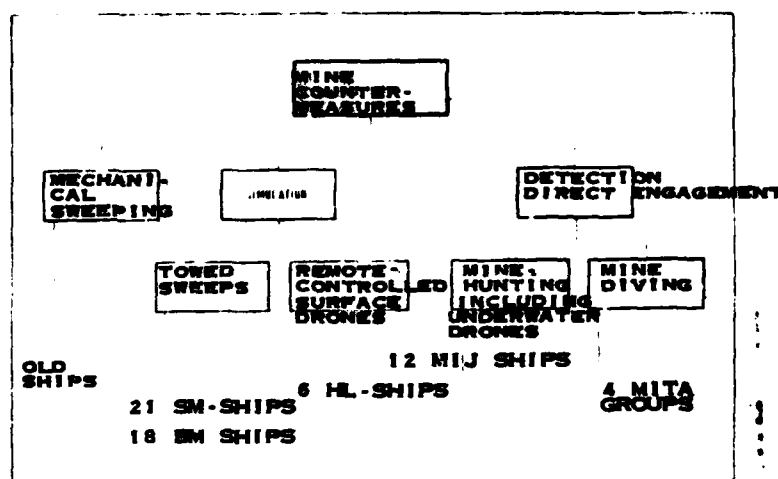 MINE
COUNTER-
MEASURES
MECHANI-
CAL
SWEEPING
SIMULATION
DETECTION
DIRECT ENGAGEMENT
TOWED
SWEEPS
REMOTE-
CONTROLLED
SURFACE
DRONES
MINE-
HUNTING
INCLUDING
UNDERWATER
DRONES
MINE
DIVING
OLD
SHIPS
12 MIJ SHIPS
6 HL-SHIPS
21 SM-SHIPS
18 BM SHIPS
4 MITA
GROUPS